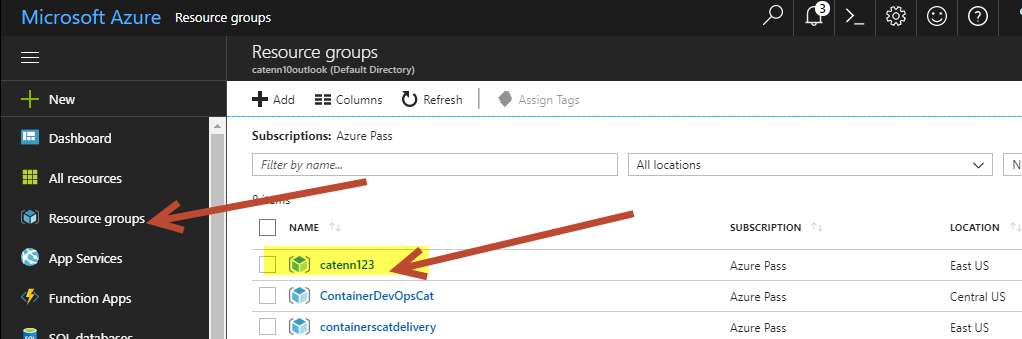 Microsoft Azure Resource groups 3
Resource groups
catenn10outlook (Default Directory)
New
Add Columns Refresh Assign Tags
Dashboard
Subscriptions: Azure Pass
Filter by name... All locations N
All resources
items
Resource groups
NAME SUBSCRIPTION LOCATION
App Services
catenn123 Azure Pass East US
Function Apps
ContainerDevOpsCat Azure Pass Central US
SQL databases
containerscatdelivery Azure Pass East US